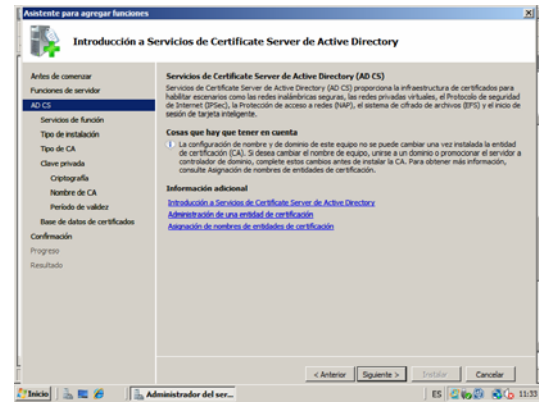 Asistente para agregar funciones
Introducción a Servicios de Certificate Server de Active Directory
Antes de comenzar
Funciones de servidor
AD CS
Servicios de función
Tipo de instalación
Tipo de CA
Clave privada
Criptografía
Nombre de CA
Período de validez
Base de datos de certificados
Confirmación
Progreso
Resultado
Servicios de Certificate Server de Active Directory (AD CS)
Servicios de Certificate Server de Active Directory (AD CS) proporciona la infraestructura de certificados para
habilitar escenarios como las redes inalámbricas seguras, las redes privadas virtuales, el Protocolo de seguridad
de Internet (IPSec), la Protección de acceso a redes (NAP), el sistema de cifrado de archivos (EFS) y el inicio de
sesión de tarjeta inteligente.
Cosas que hay que tener en cuenta
La configuración de nombre y de dominio de este equipo no se puede cambiar una vez instalada la entidad
de certificación (CA). Si desea cambiar el nombre de equipo, unirse a un dominio o promocionar el servidor a
controlador de dominio, complete estos cambios antes de instalar la CA. Para obtener más información,
consulte Asignación de nombres de entidades de certificación.
Información adicional
Introducción a Servicios de Certificate Server de Active Directory
Administración de una entidad de certificación
Asignación de nombres de entidades de certificación
< Anterior
Siguiente >
Instalar
Cancelar
Inicio
Administrador del ser...
ES
11:33